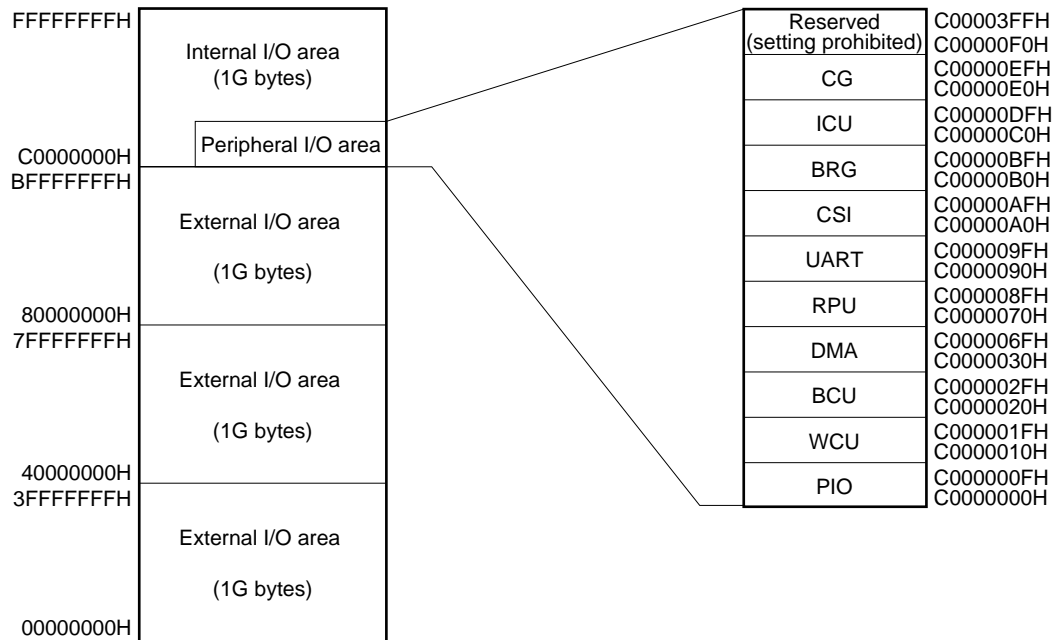 FFFFFFFFH
Internal I/O area
(1G bytes)
Peripheral I/O area
C0000000H
BFFFFFFFH
External I/O area
(1G bytes)
80000000H
7FFFFFFFH
External I/O area
(1G bytes)
40000000H
3FFFFFFFH
External I/O area
(1G bytes)
00000000H
Reserved
(setting prohibited)
C00003FFH
C00000F0H
CG
C00000EFH
C00000E0H
ICU
C00000DFH
C00000C0H
BRG
C00000BFH
C00000B0H
CSI
C00000AFH
C00000A0H
UART
C000009FH
C0000090H
RPU
C000008FH
C0000070H
DMA
C000006FH
C0000030H
BCU
C000002FH
C0000020H
WCU
C000001FH
C0000010H
PIO
C000000FH
C0000000H